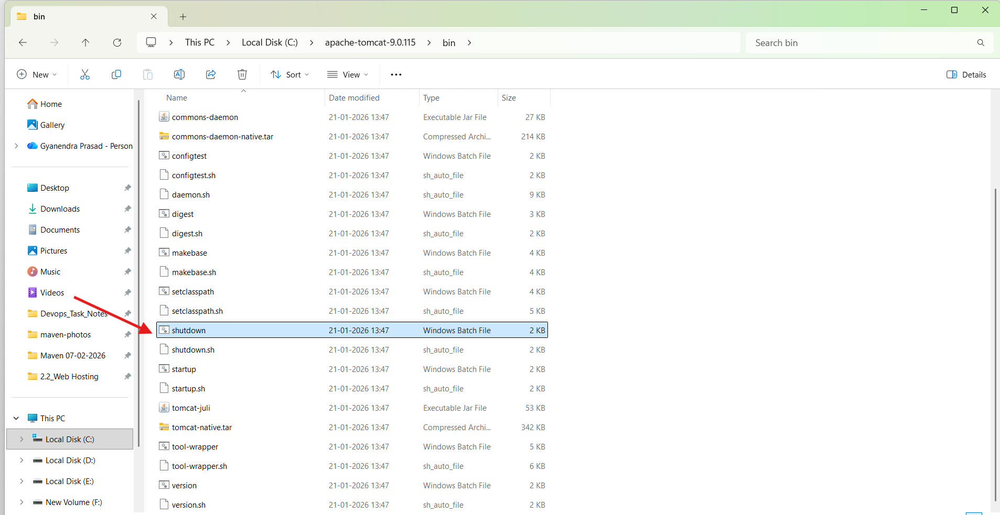 bin
This PC > Local Disk (C:) > apache-tomcat-9.0.115 > bin >
Search bin
New
Sort
View
Details
Home
Gallery
Gyanendra Prasad - Person
Desktop
Downloads
Documents
Pictures
Music
Videos
Devops_Task_Notes
maven-photos
Maven 07-02-2026
2.2_Web Hosting
This PC
Local Disk (C:)
Local Disk (D:)
Local Disk (E:)
New Volume (F:)
Name Date modified Type Size
commons-daemon 21-01-2026 13:47 Executable Jar File 27 KB
commons-daemon-native.tar 21-01-2026 13:47 Compressed Archi... 214 KB
configtest 21-01-2026 13:47 Windows Batch File 2 KB
configtest.sh 21-01-2026 13:47 sh_auto_file 2 KB
daemon.sh 21-01-2026 13:47 sh_auto_file 9 KB
digest 21-01-2026 13:47 Windows Batch File 3 KB
digest.sh 21-01-2026 13:47 sh_auto_file 2 KB
makebase 21-01-2026 13:47 Windows Batch File 4 KB
makebase.sh 21-01-2026 13:47 sh_auto_file 4 KB
setclasspath 21-01-2026 13:47 Windows Batch File 4 KB
setclasspath.sh 21-01-2026 13:47 sh_auto_file 5 KB
shutdown 21-01-2026 13:47 Windows Batch File 2 KB
shutdown.sh 21-01-2026 13:47 sh_auto_file 2 KB
startup 21-01-2026 13:47 Windows Batch File 2 KB
startup.sh 21-01-2026 13:47 sh_auto_file 2 KB
tomcat-juli 21-01-2026 13:47 Executable Jar File 53 KB
tomcat-native.tar 21-01-2026 13:47 Compressed Archi... 342 KB
tool-wrapper 21-01-2026 13:47 Windows Batch File 5 KB
tool-wrapper.sh 21-01-2026 13:47 sh_auto_file 6 KB
version 21-01-2026 13:47 Windows Batch File 2 KB
version.sh 21-01-2026 13:47 sh_auto_file 2 KB